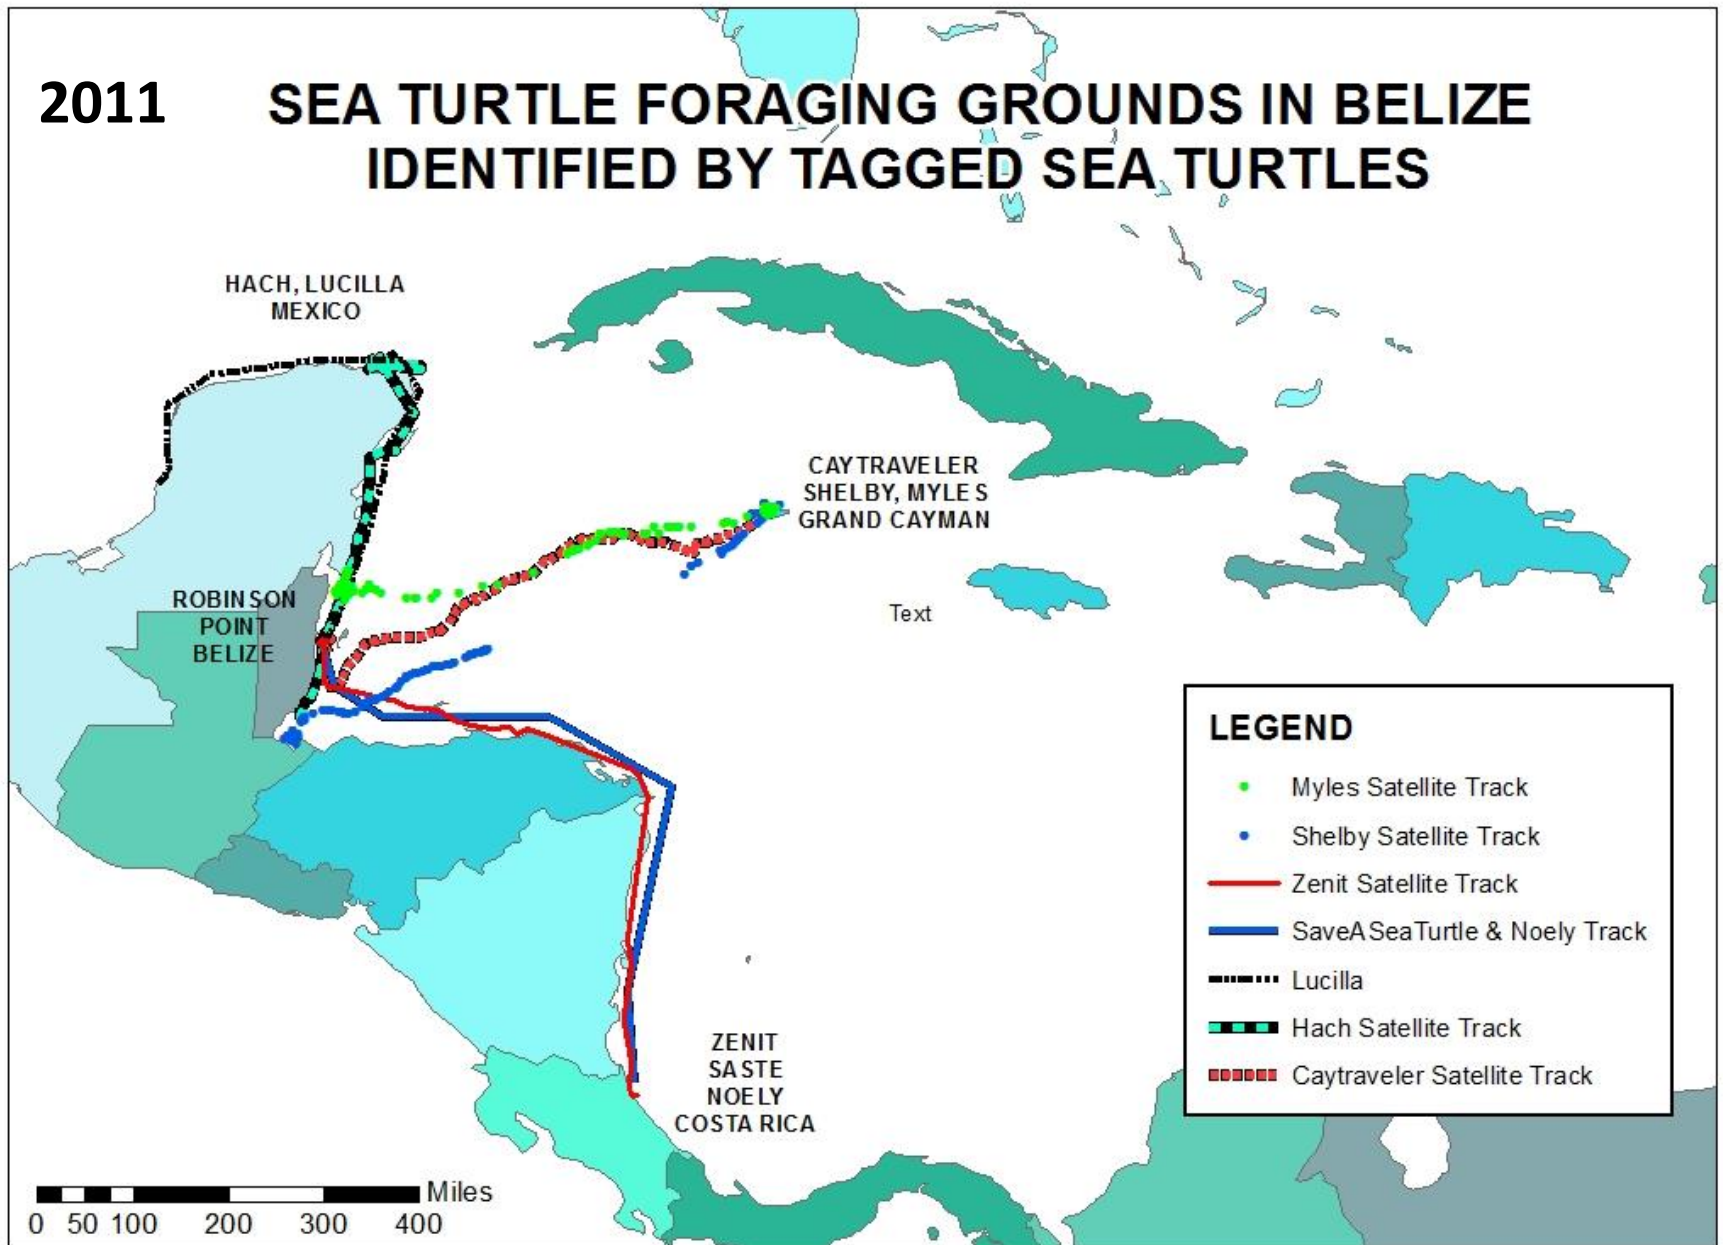 2011
SEA TURTLE FORAGING GROUNDS IN BELIZE
IDENTIFIED BY TAGGED SEA TURTLES
HACH, LUCILLA
MEXICO
CAYTRAVELER
SHELBY, MYLES
GRAND CAYMAN
ROBINSON
POINT
BELIZE
Text
LEGEND
Myles Satellite Track
Shelby Satellite Track
Zenit Satellite Track
SaveASeaTurtle & Noely Track
Lucilla
Hach Satellite Track
Caytraveler Satellite Track
ZENIT
SASTE
NOELY
COSTA RICA
Miles
0 50 100 200 300 400